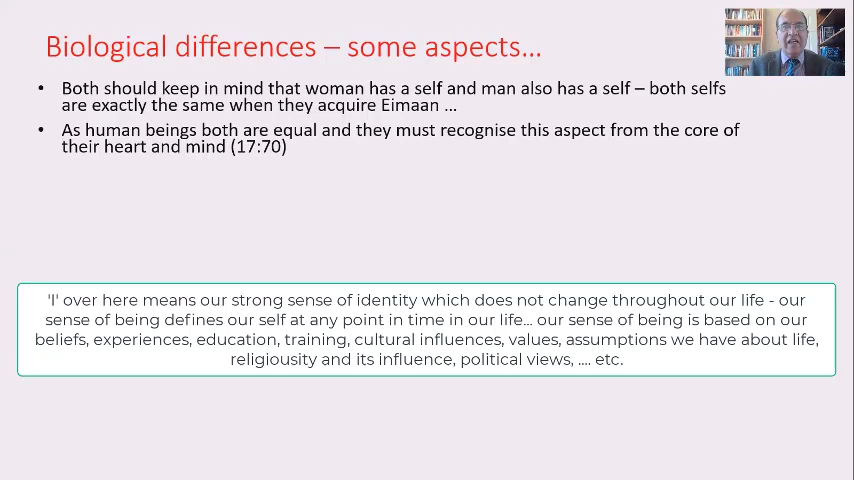 Biological differences – some aspects...
• Both should keep in mind that woman has a self and man also has a self – both selfs
are exactly the same when they acquire Eimaan ...
• As human beings both are equal and they must recognise this aspect from the core of
their heart and mind (17:70)
'I' over here means our strong sense of identity which does not change throughout our life - our
sense of being defines our self at any point in time in our life... our sense of being is based on our
beliefs, experiences, education, training, cultural influences, values, assumptions we have about life,
religiousity and its influence, political views, .... etc.